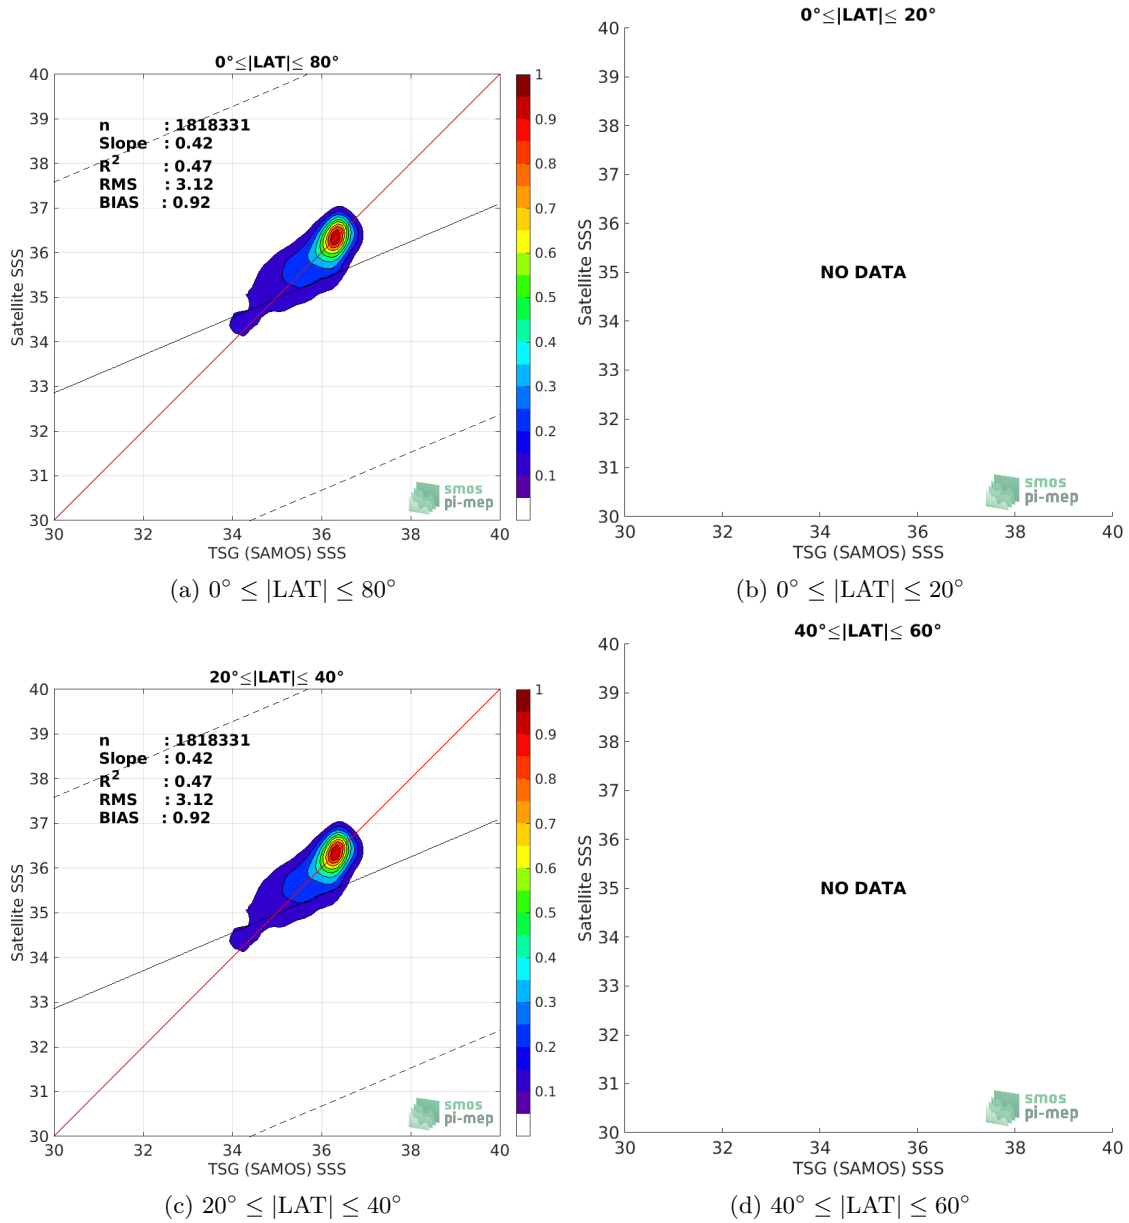 0°≤|LAT|≤ 80°
40
39
38
37
36
35
34
33
32
31
30
Satellite SSS
n : 1818331
Slope : 0.42
R² : 0.47
RMS : 3.12
BIAS : 0.92
1
0.9
0.8
0.7
0.6
0.5
0.4
0.3
0.2
0.1
smos
pi-mep
30 32 34 36 38 40
TSG (SAMOS) SSS
(a) 0° ≤ |LAT| ≤ 80°
0°≤|LAT|≤ 20°
40
39
38
37
36
35
34
33
32
31
30
Satellite SSS
NO DATA
smos
pi-mep
30 32 34 36 38 40
TSG (SAMOS) SSS
(b) 0° ≤ |LAT| ≤ 20°
20°≤|LAT|≤ 40°
40
39
38
37
36
35
34
33
32
31
30
Satellite SSS
n : 1818331
Slope : 0.42
R² : 0.47
RMS : 3.12
BIAS : 0.92
1
0.9
0.8
0.7
0.6
0.5
0.4
0.3
0.2
0.1
smos
pi-mep
30 32 34 36 38 40
TSG (SAMOS) SSS
(c) 20° ≤ |LAT| ≤ 40°
40°≤|LAT|≤ 60°
40
39
38
37
36
35
34
33
32
31
30
Satellite SSS
NO DATA
smos
pi-mep
30 32 34 36 38 40
TSG (SAMOS) SSS
(d) 40° ≤ |LAT| ≤ 60°